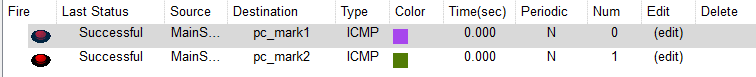 Fire Last Status Source Destination Type Color Time(sec) Periodic Num Edit Delete
Successful MainS... pc_mark1 ICMP 0.000 N 0 (edit)
Successful MainS... pc_mark2 ICMP 0.000 N 1 (edit)